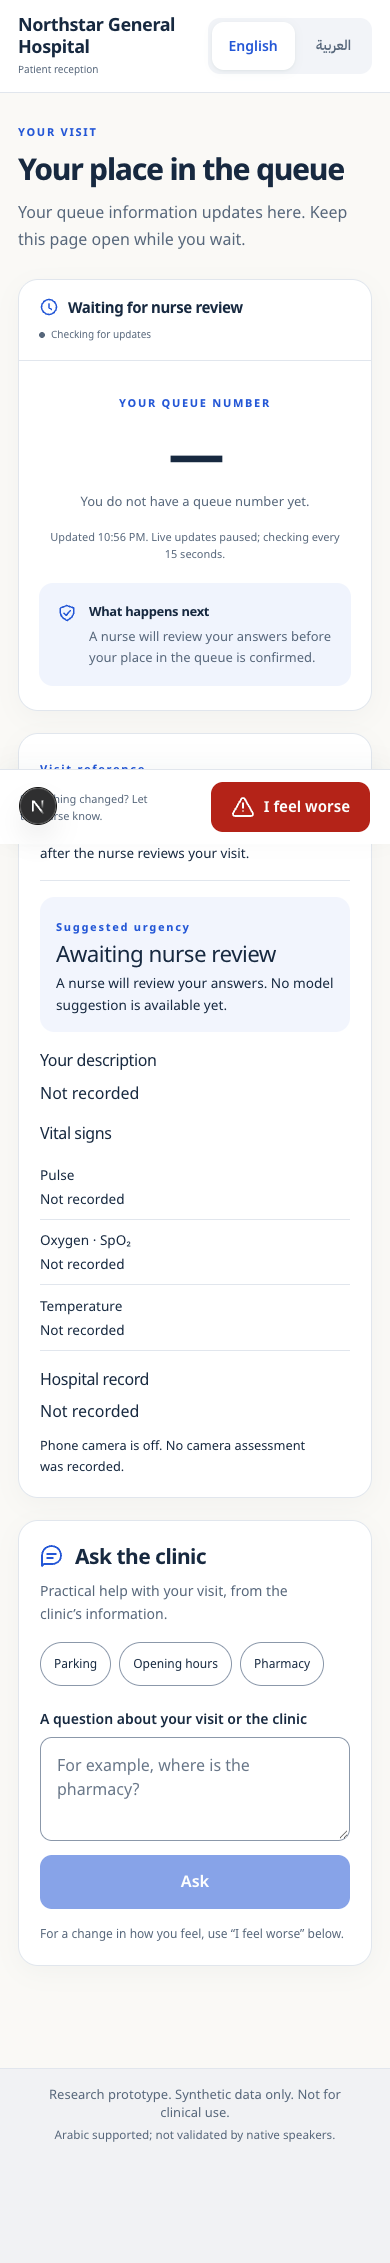 Northstar General
Hospital
Patient reception
English
العربية
YOUR VISIT
Your place in the queue
Your queue information updates here. Keep
this page open while you wait.
Waiting for nurse review
Checking for updates
YOUR QUEUE NUMBER
—
You do not have a queue number yet.
Updated 10:56 PM. Live updates paused; checking every
15 seconds.
What happens next
A nurse will review your answers before
your place in the queue is confirmed.
Visit reference
changed? Let
know.
I feel worse
after the nurse reviews your visit.
Suggested urgency
Awaiting nurse review
A nurse will review your answers. No model
suggestion is available yet.
Your description
Not recorded
Vital signs
Pulse
Not recorded
Oxygen · SpO₂
Not recorded
Temperature
Not recorded
Hospital record
Not recorded
Phone camera is off. No camera assessment
was recorded.
Ask the clinic
Practical help with your visit, from the
clinic’s information.
Parking
Opening hours
Pharmacy
A question about your visit or the clinic
For example, where is the
pharmacy?
Ask
For a change in how you feel, use “I feel worse” below.
Research prototype. Synthetic data only. Not for
clinical use.
Arabic supported; not validated by native speakers.